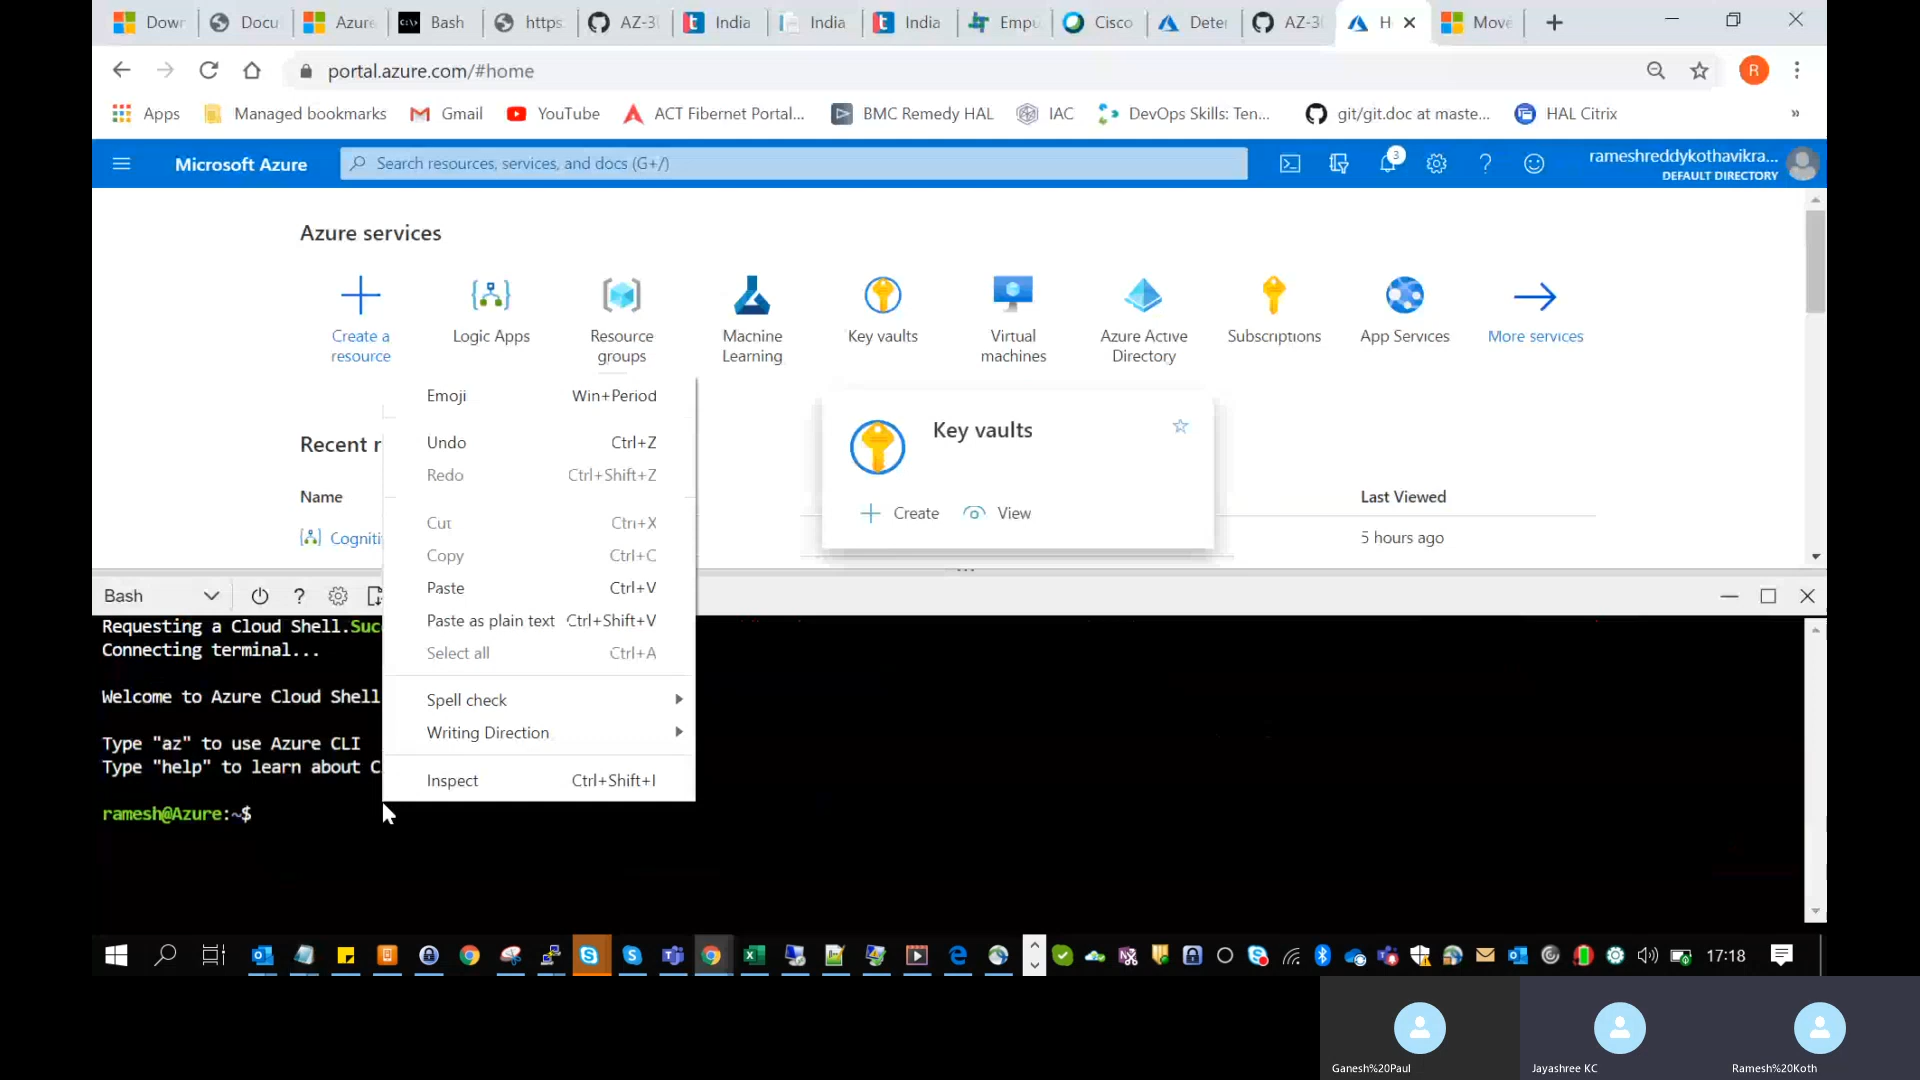 Down
Docu
Azure
Bash
https
AZ-30
India
India
India
Empu
Cisco
Deter
AZ-30
H
Move
portal.azure.com/#home
R
Apps
Managed bookmarks
Gmail
YouTube
ACT Fibernet Portal...
BMC Remedy HAL
IAC
DevOps Skills: Ten...
git/git.doc at maste...
HAL Citrix
»
Microsoft Azure
Search resources, services, and docs (G+/)
3
rameshreddykothavikra...
DEFAULT DIRECTORY
Azure services
Create a
resource
Logic Apps
Resource
groups
Machine
Learning
Key vaults
Virtual
machines
Azure Active
Directory
Subscriptions
App Services
More services
Emoji Win+Period
Undo Ctrl+Z
Redo Ctrl+Shift+Z
Cut Ctrl+X
Copy Ctrl+C
Paste Ctrl+V
Paste as plain text Ctrl+Shift+V
Select all Ctrl+A
Spell check
Writing Direction
Inspect Ctrl+Shift+I
Recent r
Name
Cogniti
Key vaults
Create
View
Last Viewed
5 hours ago
Bash
?
Requesting a Cloud Shell.Suc
Connecting terminal...
Welcome to Azure Cloud Shell
Type "az" to use Azure CLI
Type "help" to learn about C
ramesh@Azure:~$
17:18
Ganesh%20Paul
Jayashree KC
Ramesh%20Koth